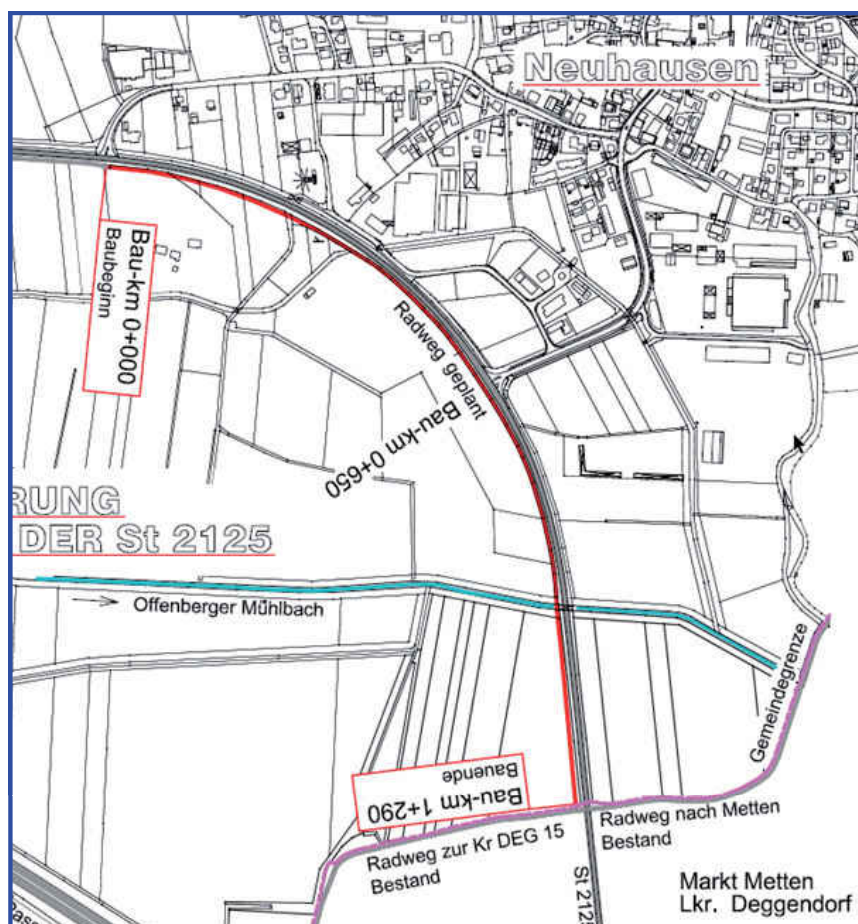 Neuhausen
Bau-km 0+000
Baubeginn
Radweg geplant
Bau-km 0+650
RUNG
DER St 2125
Offenberger Mühlbach
Gemeindegrenze
Bau-km 1+290
Bauende
Radweg zur Kr DEG 15
Bestand
Radweg nach Metten
Bestand
St 2125
Markt Metten
Lkr. Deggendorf